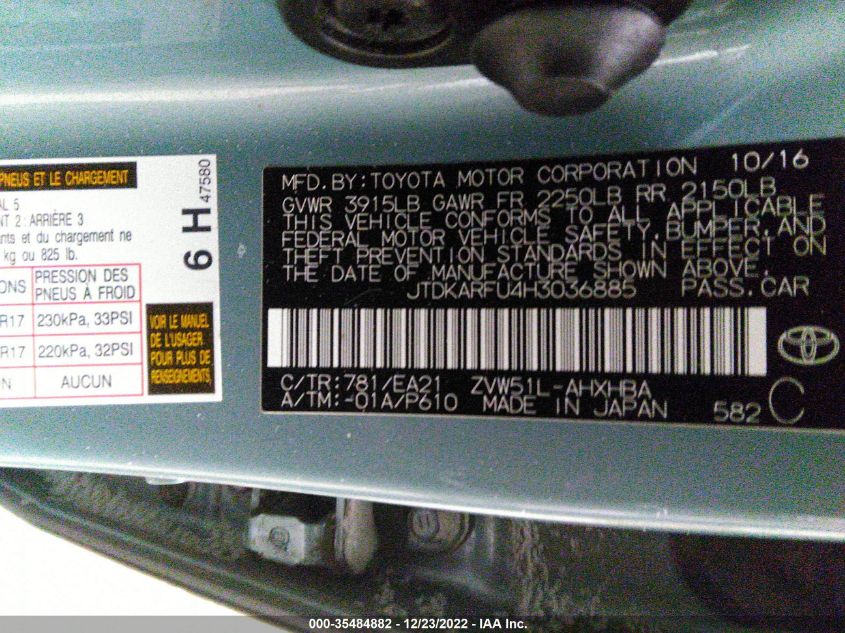 PNEUS ET LE CHARGEMENT
AL 5
NT 2 : ARRIÈRE 3
ants et du chargement ne
kg ou 825 lb.
ONS PRESSION DES PNEUS À FROID
R17 230kPa, 33PSI
R17 220kPa, 32PSI
ON AUCUN
VOIR LE MANUEL
DE L'USAGER
POUR PLUS DE
RENSEIGNEMENTS
6 H 47580
MFD. BY: TOYOTA MOTOR CORPORATION 10/16
GVWR 3915LB GAWR FR 2250LB RR 2150LB
THIS VEHICLE CONFORMS TO ALL APPLICABLE
FEDERAL MOTOR VEHICLE SAFETY, BUMPER, AND
THEFT PREVENTION STANDARDS IN EFFECT ON
THE DATE OF MANUFACTURE SHOWN ABOVE.
JTDKARFU4H3036885 PASS. CAR
C/TR: 781/EA21 ZVW51L-AHXHBA
A/TM: -01A/P610 MADE IN JAPAN 582 C
000-35484882 - 12/23/2022 - IAA Inc.